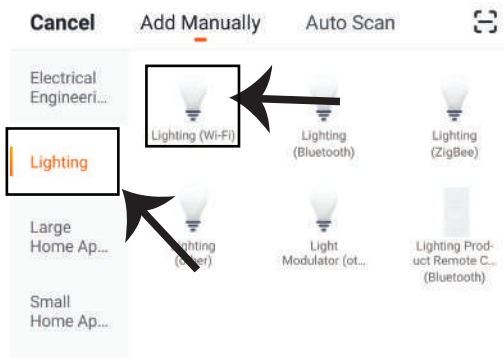 Cancel
Add Manually
Auto Scan
Electrical
Engineeri...
Lighting
Large
Home Ap...
Small
Home Ap...
Lighting (Wi-Fi)
Lighting
(Bluetooth)
Lighting
(ZigBee)
Lighting
Light
Modulator (ot...
Lighting Prod-
uct Remote C...
(Bluetooth)